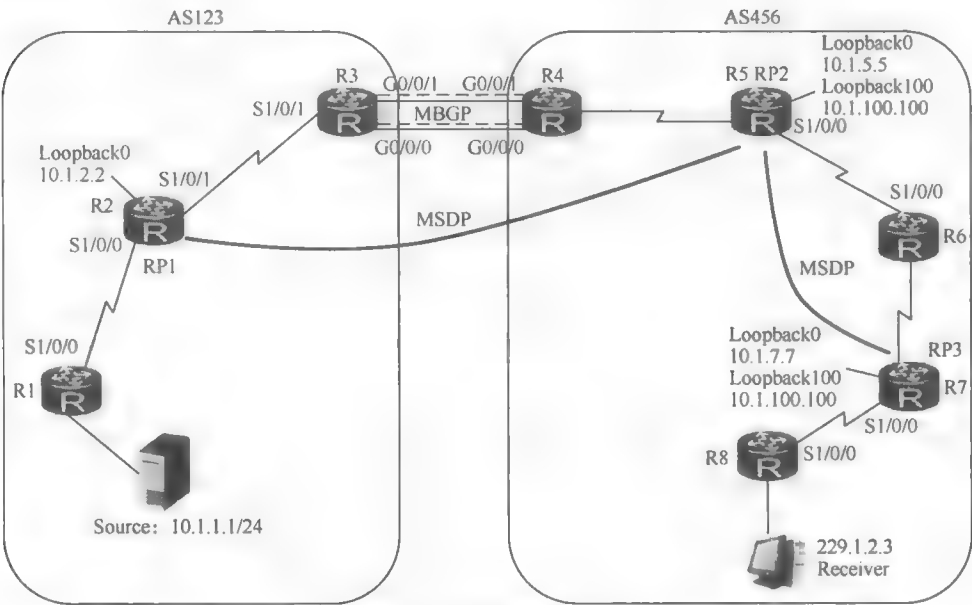 AS123
AS456
R3
G0/0/1
G0/0/1
R4
MBGP
G0/0/0
G0/0/0
S1/0/1
R5 RP2
Loopback0
10.1.5.5
Loopback100
10.1.100.100
S1/0/0
Loopback0
10.1.2.2
S1/0/1
R2
S1/0/0
RP1
MSDP
S1/0/0
R6
MSDP
S1/0/0
R1
Loopback0
10.1.7.7
Loopback100
10.1.100.100
RP3
R7
S1/0/0
R8
S1/0/0
Source: 10.1.1.1/24
229.1.2.3
Receiver